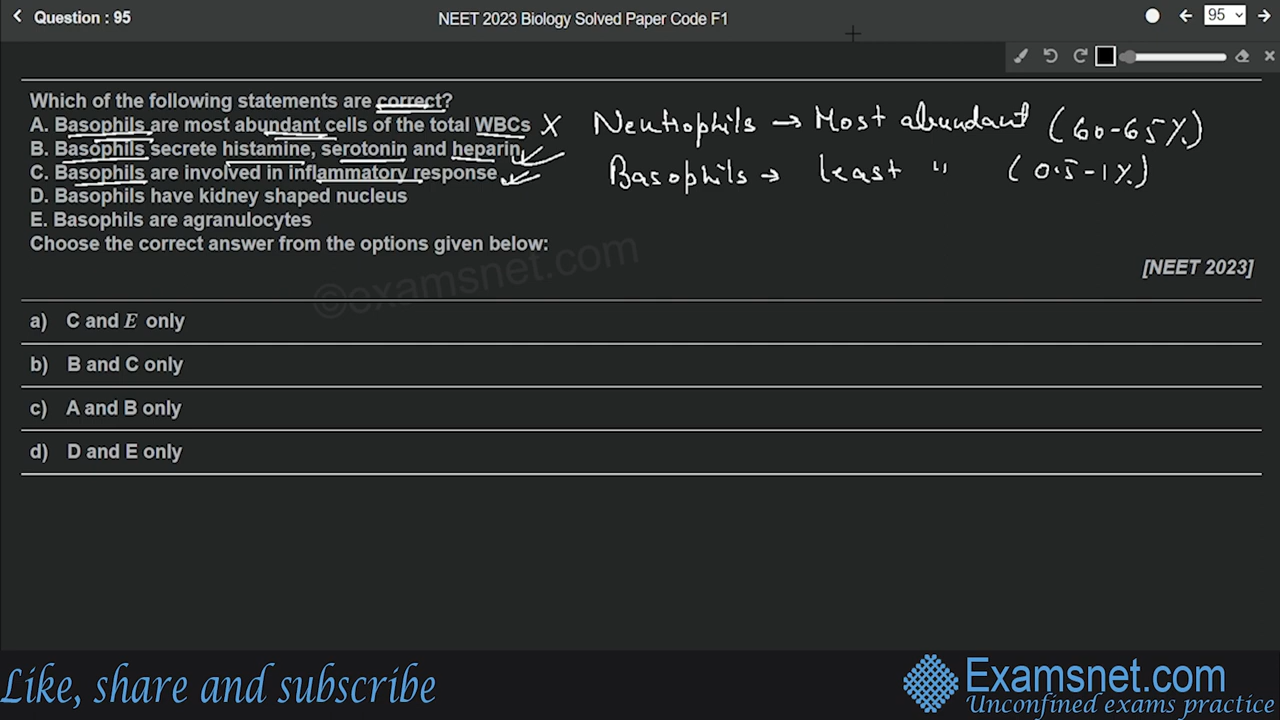 Question : 95
NEET 2023 Biology Solved Paper Code F1
95
Which of the following statements are correct?
A. Basophils are most abundant cells of the total WBCs X Neutrophils → Most abundant (60-65%)
B. Basophils secrete histamine, serotonin and heparin
C. Basophils are involved in inflammatory response Basophils → least " (0.5-1%)
D. Basophils have kidney shaped nucleus
E. Basophils are agranulocytes
Choose the correct answer from the options given below:
©examsnet.com
[NEET 2023]
a) C and E only
b) B and C only
c) A and B only
d) D and E only
Like, share and subscribe
Examsnet.com
Unconfined exams practice